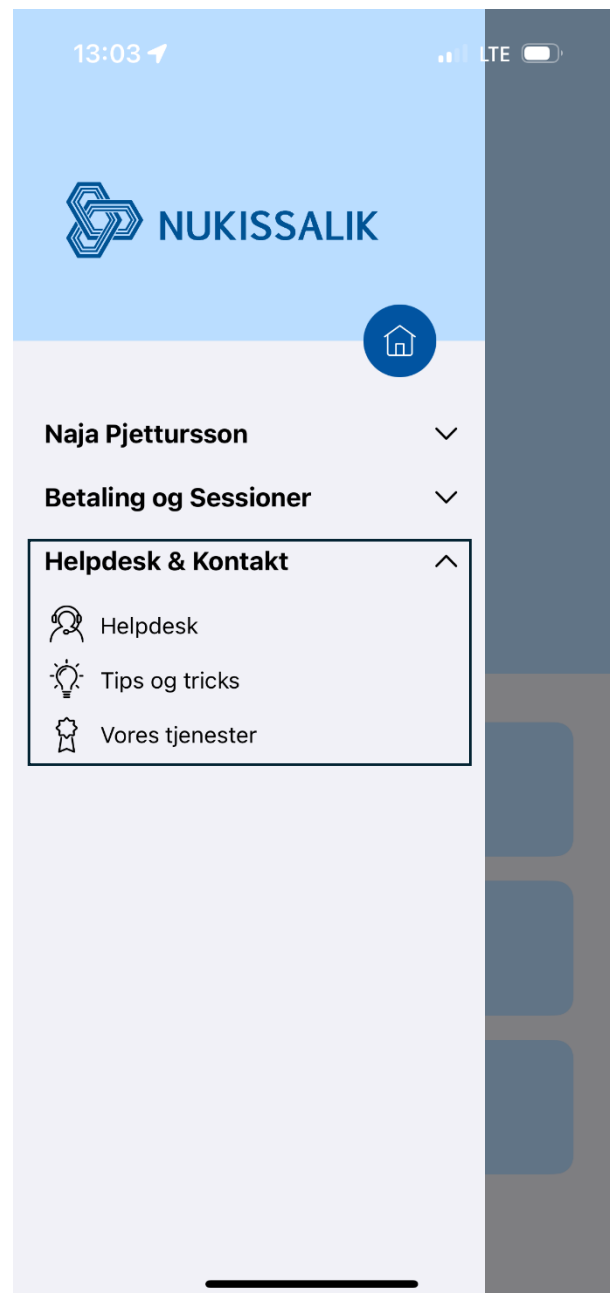 13:03
LTE
NUKISSALIK
Naja Pjettursson
Betaling og Sessioner
Helpdesk & Kontakt
Helpdesk
Tips og tricks
Vores tjenester